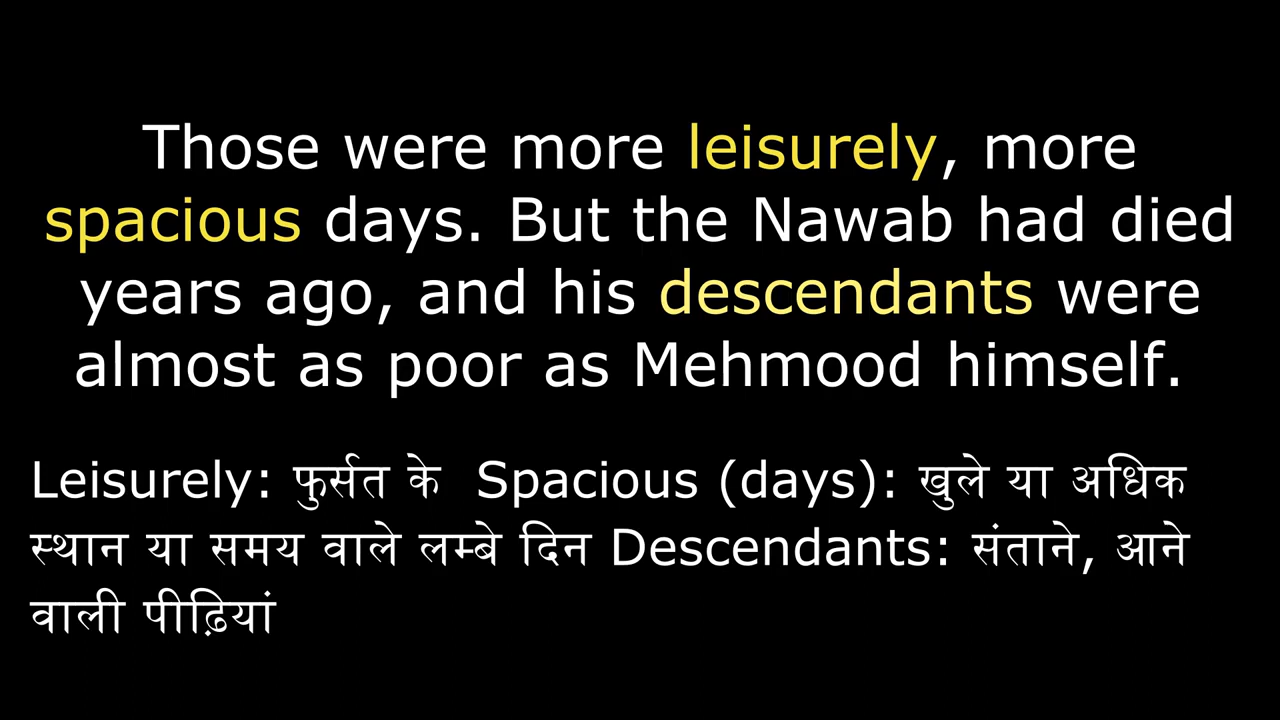 Those were more leisurely, more
spacious days. But the Nawab had died
years ago, and his descendants were
almost as poor as Mehmood himself.
Leisurely: फुर्सत के Spacious (days): खुले या अधिक
स्थान या समय वाले लम्बे दिन Descendants: संताने, आने
वाली पीढ़ियां